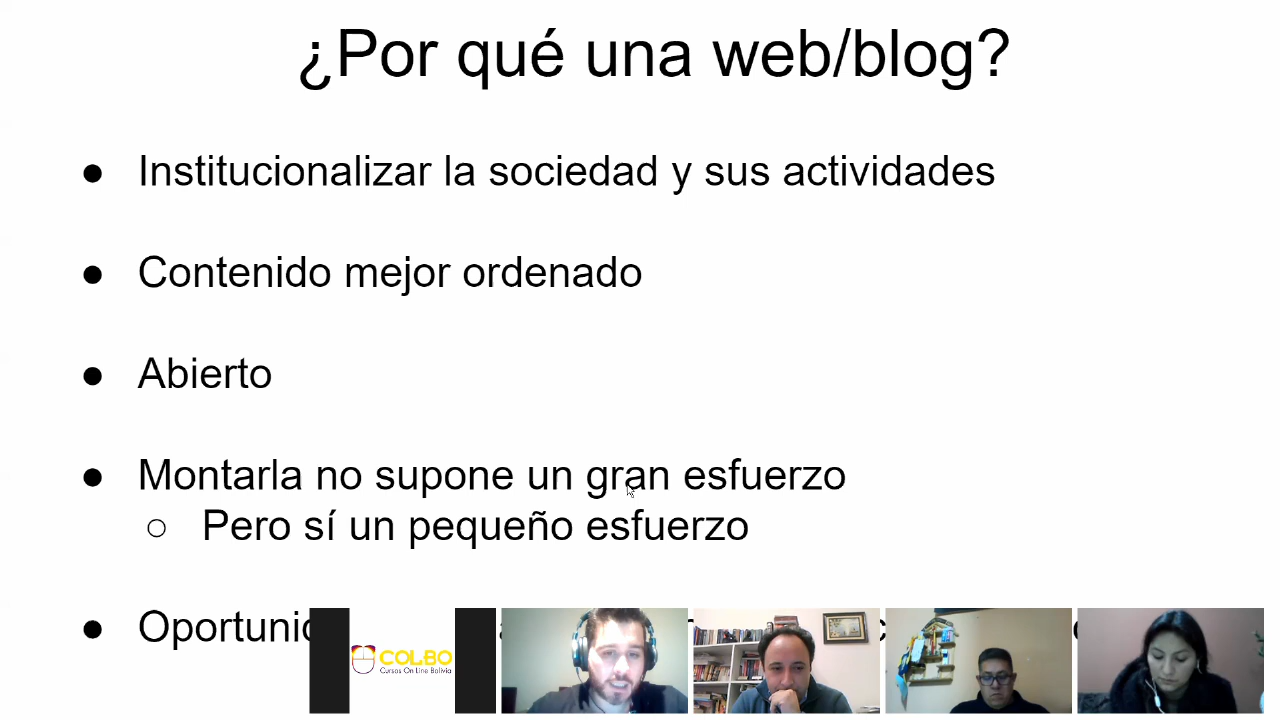 ¿Por qué una web/blog?
● Institucionalizar la sociedad y sus actividades
● Contenido mejor ordenado
● Abierto
● Montarla no supone un gran esfuerzo
○ Pero sí un pequeño esfuerzo
●
COLBO
Cursos On Line Bolivia